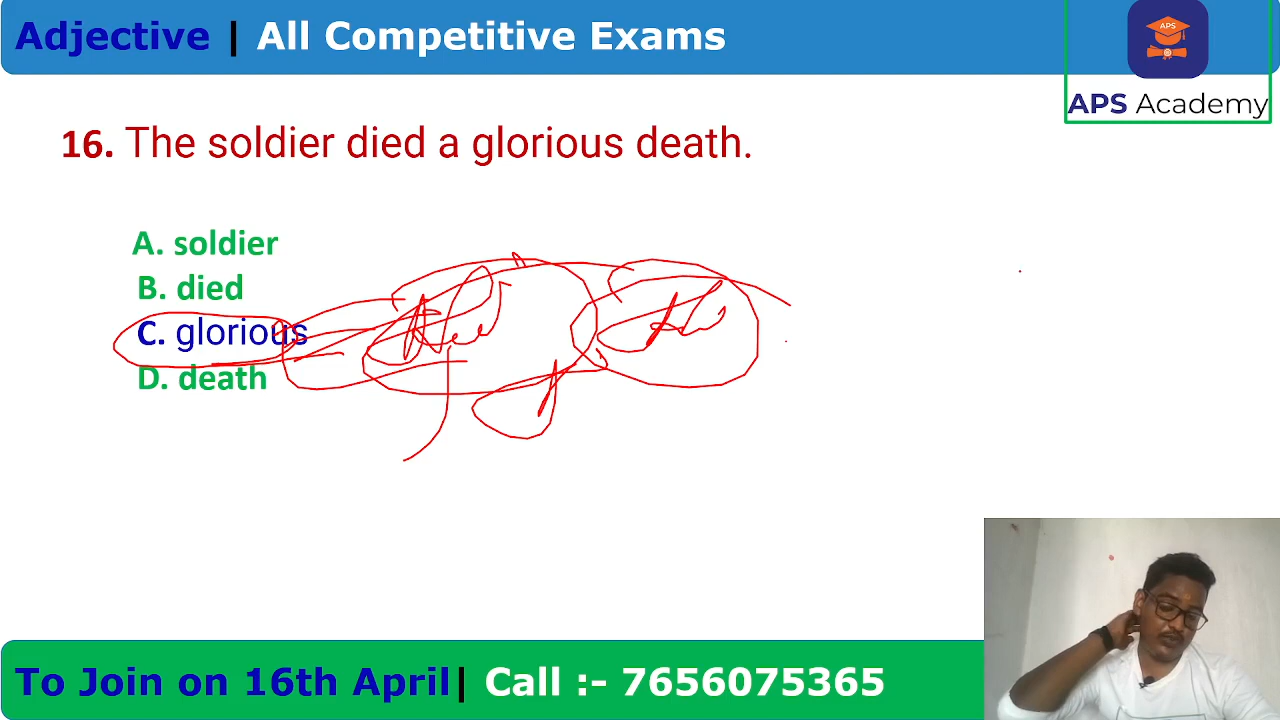 Adjective | All Competitive Exams
APS
APS Academy
16. The soldier died a glorious death.
A. soldier
B. died
C. glorious
D. death
To Join on 16th April| Call :- 7656075365